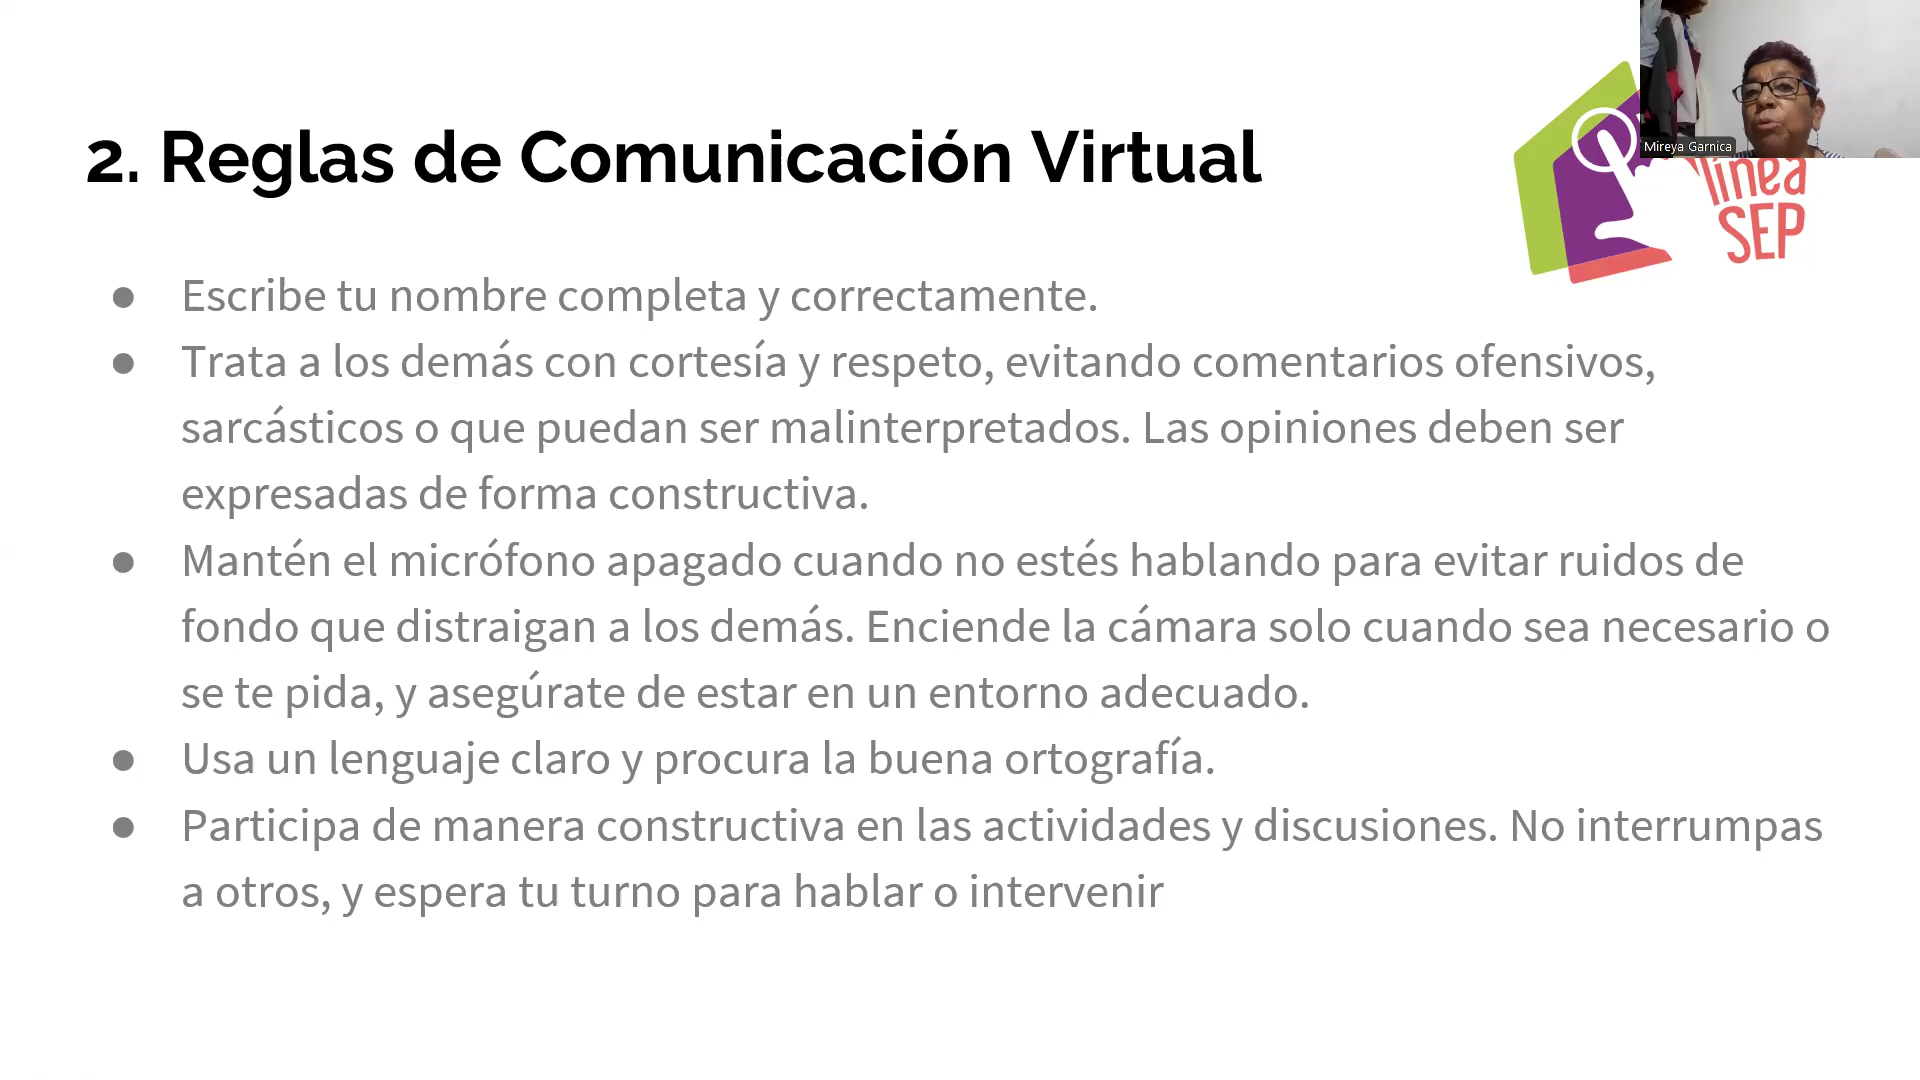 2. Reglas de Comunicación Virtual
Mireya Garnica
línea
SEP
● Escribe tu nombre completa y correctamente.
● Trata a los demás con cortesía y respeto, evitando comentarios ofensivos,
sarcásticos o que puedan ser malinterpretados. Las opiniones deben ser
expresadas de forma constructiva.
● Mantén el micrófono apagado cuando no estés hablando para evitar ruidos de
fondo que distraigan a los demás. Enciende la cámara solo cuando sea necesario o
se te pida, y asegúrate de estar en un entorno adecuado.
● Usa un lenguaje claro y procura la buena ortografía.
● Participa de manera constructiva en las actividades y discusiones. No interrumpas
a otros, y espera tu turno para hablar o intervenir